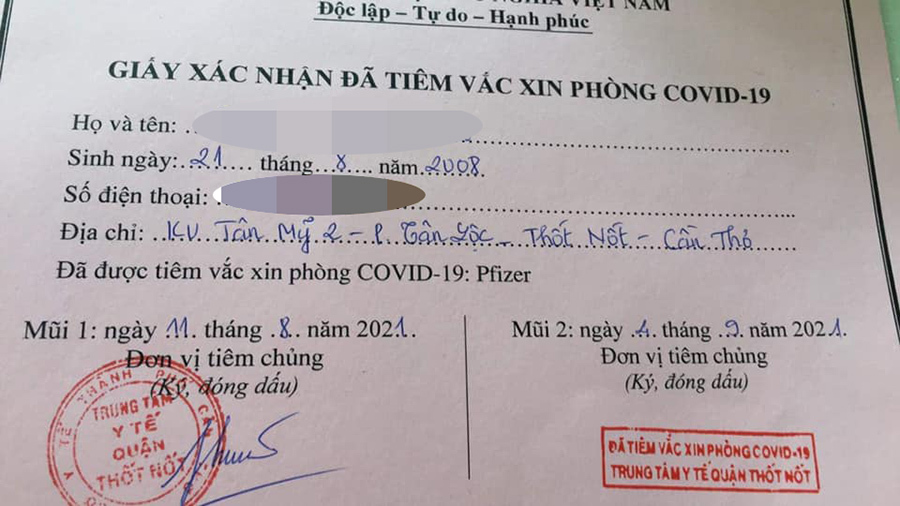 NGHĨA VIỆT NAM
Độc lập – Tự do – Hạnh phúc
GIẤY XÁC NHẬN ĐÃ TIÊM VẮC XIN PHÒNG COVID-19
Họ và tên:
Sinh ngày: 21 tháng 8 năm 2008.
Số điện thoại:
Địa chỉ: KV Tân Mỹ 2 - P. Tân Lộc - Thốt Nốt - Cần Thơ
Đã được tiêm vắc xin phòng COVID-19: Pfizer
Mũi 1: ngày 11 tháng 8 năm 2021.
Đơn vị tiêm chủng
(Ký, đóng dấu)
TRUNG TÂM
Y TẾ
QUẬN
THỐT NỐT
Mũi 2: ngày 4 tháng 9 năm 2021.
Đơn vị tiêm chủng
(Ký, đóng dấu)
ĐÃ TIÊM VẮC XIN PHÒNG COVID-19
TRUNG TÂM Y TẾ QUẬN THỐT NỐT